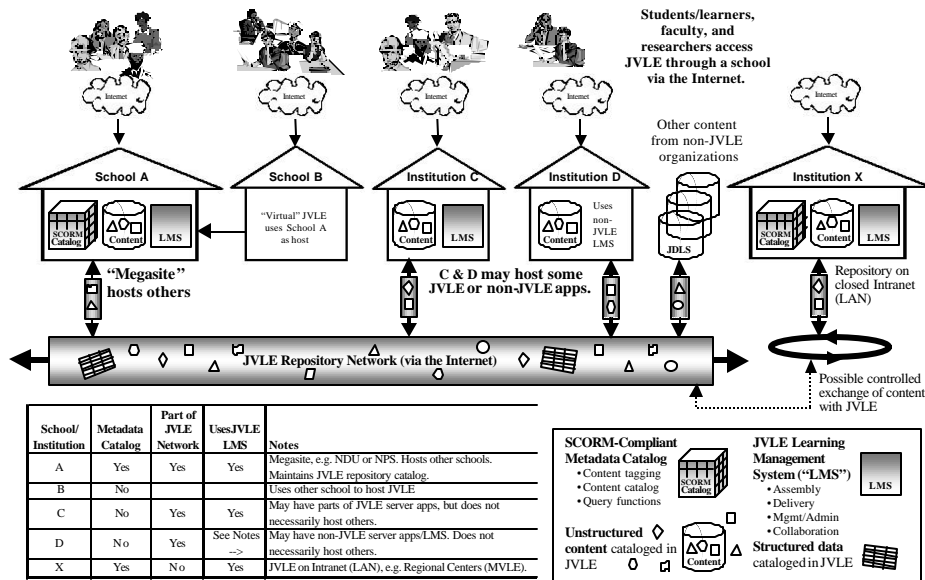 Students/learners,
faculty, and
researchers access
JVLE through a school
via the Internet.
Internet
Internet
Internet
Internet
Internet
Other content
from non-JVLE
organizations
School A
School B
Institution C
Institution D
Institution X
SCORM
Catalog
Content
LMS
"Virtual" JVLE
uses School A
as host
Content
LMS
Content
Uses
non-
JVLE
LMS
JDLS
SCORM
Catalog
Content
LMS
"Megasite"
hosts others
C & D may host some
JVLE or non-JVLE apps.
Repository on
closed Intranet
(LAN)
JVLE Repository Network (via the Internet)
Possible controlled
exchange of content
with JVLE
School/ Institution Metadata Catalog Part of JVLE Network UsesJVLE LMS Notes
A Yes Yes Yes Megasite, e.g. NDU or NPS. Hosts other schools.
Maintains JVLE repository catalog.
B No Uses other school to host JVLE
C No Yes Yes May have parts of JVLE server apps, but does not
necessarily host others.
D No Yes See Notes --> May have non-JVLE server apps/LMS. Does not
necessarily host others.
X Yes No Yes JVLE on Intranet (LAN), e.g. Regional Centers (MVLE).
SCORM-Compliant
Metadata Catalog
• Content tagging
• Content catalog
• Query functions
SCORM
Catalog
Unstructured
content cataloged in
JVLE
Content
JVLE Learning
Management
System ("LMS")
• Assembly
• Delivery
• Mgmt/Admin
• Collaboration
LMS
Structured data
cataloged in JVLE